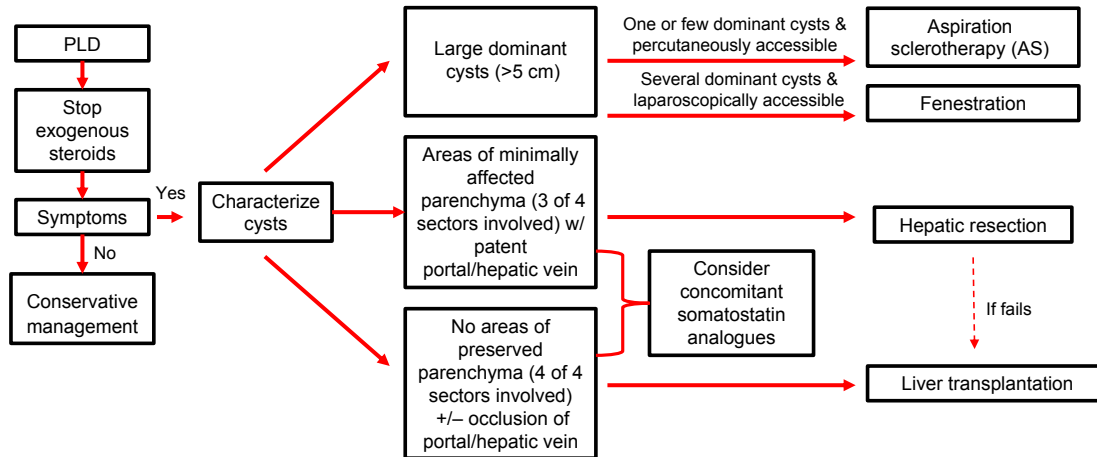 PLD
Stop
exogenous
steroids
Symptoms
Yes
No
Conservative
management
Characterize
cysts
Large dominant
cysts (>5 cm)
Areas of minimally
affected
parenchyma (3 of 4
sectors involved) w/
patent
portal/hepatic vein
No areas of
preserved
parenchyma (4 of 4
sectors involved)
+/– occlusion of
portal/hepatic vein
One or few dominant cysts &
percutaneously accessible
Several dominant cysts &
laparoscopically accessible
Consider
concomitant
somatostatin
analogues
Aspiration
sclerotherapy (AS)
Fenestration
Hepatic resection
If fails
Liver transplantation